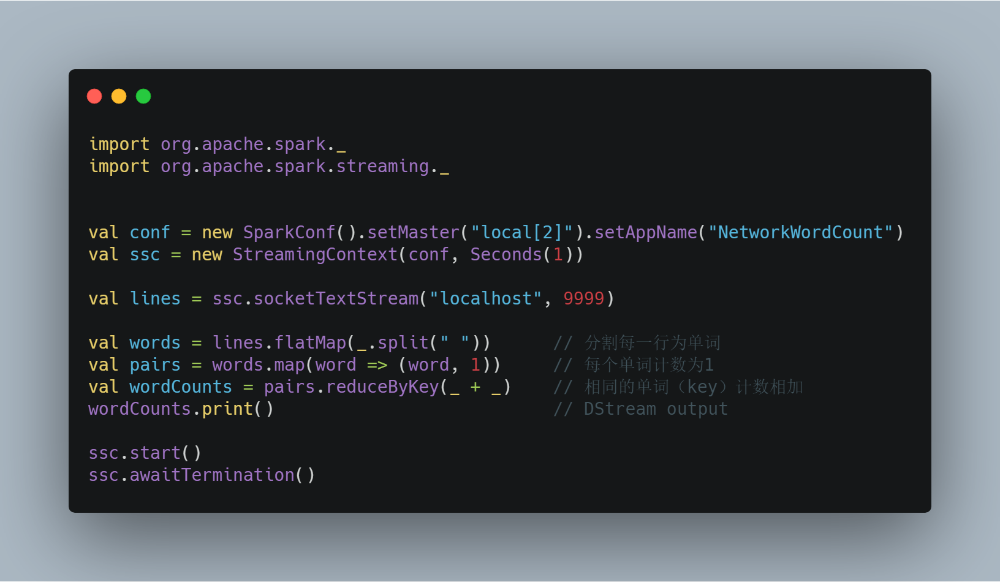 import org.apache.spark._
import org.apache.spark.streaming._
val conf = new SparkConf().setMaster("local[2]").setAppName("NetworkWordCount")
val ssc = new StreamingContext(conf, Seconds(1))
val lines = ssc.socketTextStream("localhost", 9999)
val words = lines.flatMap(_.split(" "))      // 分割每一行为单词
val pairs = words.map(word => (word, 1))     // 每个单词计数为1
val wordCounts = pairs.reduceByKey(_ + _)    // 相同的单词（key）计数相加
wordCounts.print()                           // DStream output
ssc.start()
ssc.awaitTermination()